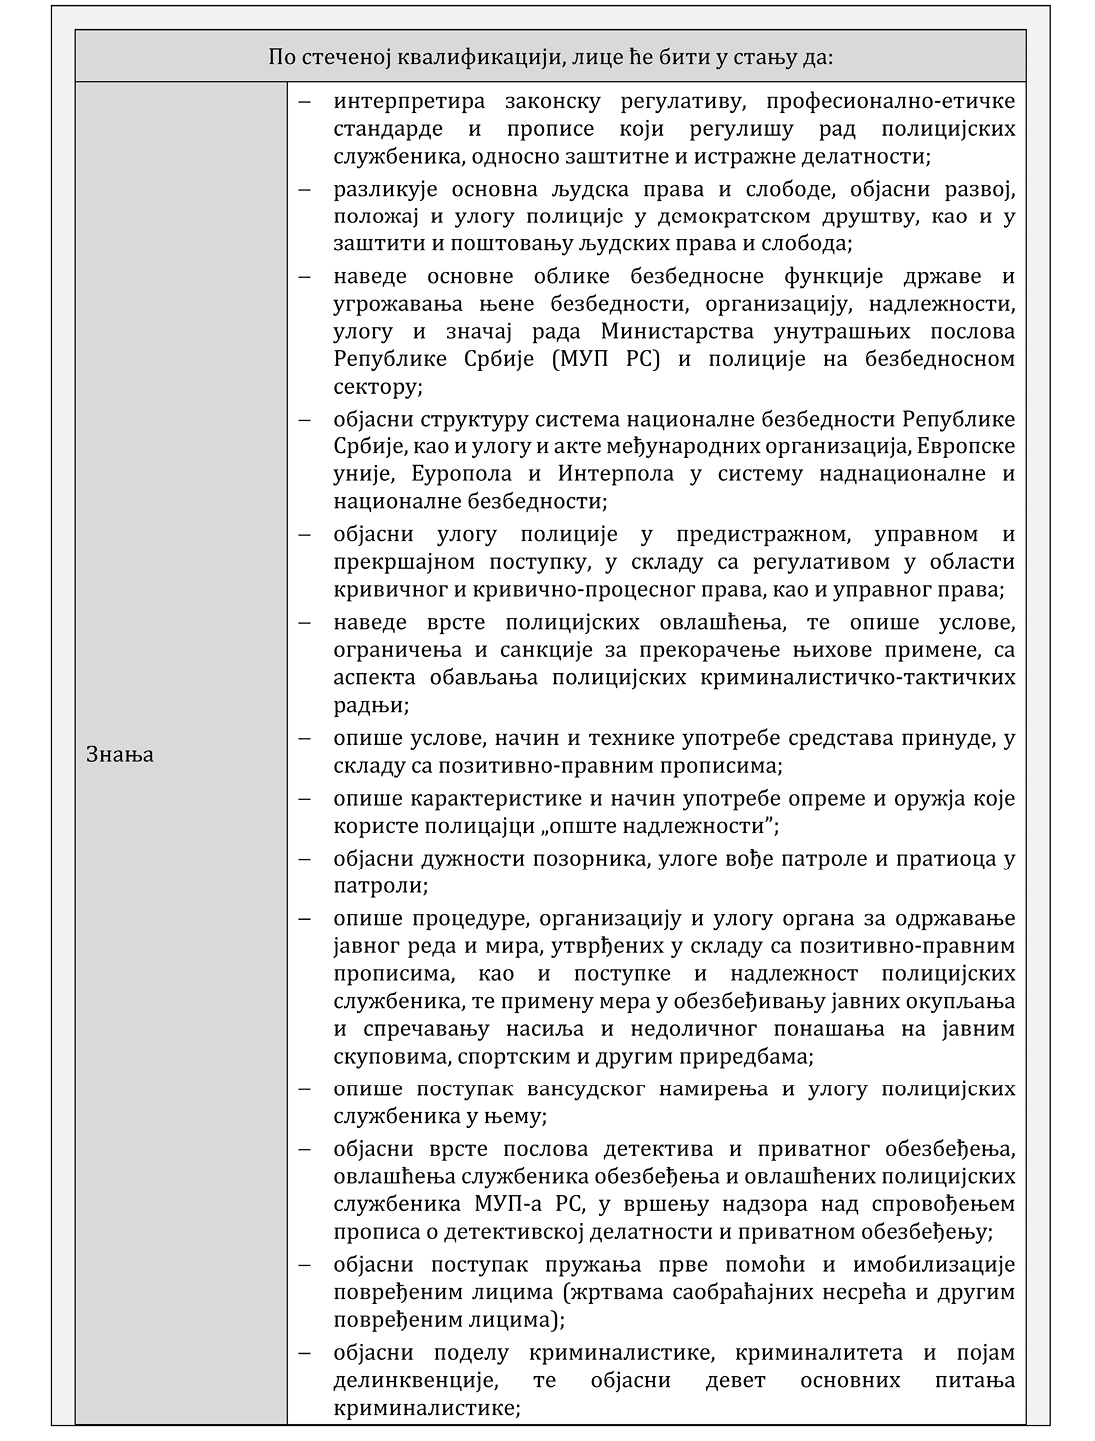 По стеченој квалификацији, лице ће бити у стању да:
Знања
– интерпретира законску регулативу, професионално-етичке
стандарде и прописе који регулишу рад полицијских
службеника, односно заштитне и истражне делатности;
– разликује основна људска права и слободе, објасни развој,
положај и улогу полиције у демократском друштву, као и у
заштити и поштовању људских права и слобода;
– наведе основне облике безбедносне функције државе и
угрожавања њене безбедности, организацију, надлежности,
улогу и значај рада Министарства унутрашњих послова
Републике Србије (МУП РС) и полиције на безбедносном
сектору;
– објасни структуру система националне безбедности Републике
Србије, као и улогу и акте међународних организација, Европске
уније, Еуропола и Интерпола у систему наднационалне и
националне безбедности;
– објасни улогу полиције у предистражном, управном и
прекршајном поступку, у складу са регулативом у области
кривичног и кривично-процесног права, као и управног права;
– наведе врсте полицијских овлашћења, те опише услове,
ограничења и санкције за прекорачење њихове примене, са
аспекта обављања полицијских криминалистичко-тактичких
радњи;
– опише услове, начин и технике употребе средстава принуде, у
складу са позитивно-правним прописима;
– опише карактеристике и начин употребе опреме и оружја које
користе полицајци „опште надлежности”;
– објасни дужности позорника, улоге вође патроле и пратиоца у
патроли;
– опише процедуре, организацију и улогу органа за одржавање
јавног реда и мира, утврђених у складу са позитивно-правним
прописима, као и поступке и надлежност полицијских
службеника, те примену мера у обезбеђивању јавних окупљања
и спречавању насиља и недоличног понашања на јавним
скуповима, спортским и другим приредбама;
– опише поступак вансудског намирења и улогу полицијских
службеника у њему;
– објасни врсте послова детектива и приватног обезбеђења,
овлашћења службеника обезбеђења и овлашћених полицијских
службеника МУП-а РС, у вршењу надзора над спровођењем
прописа о детективској делатности и приватном обезбеђењу;
– објасни поступак пружања прве помоћи и имобилизације
повређеним лицима (жртвама саобраћајних несрећа и другим
повређеним лицима);
– објасни поделу криминалистике, криминалитета и појам
делинквенције, те објасни девет основних питања
криминалистике;